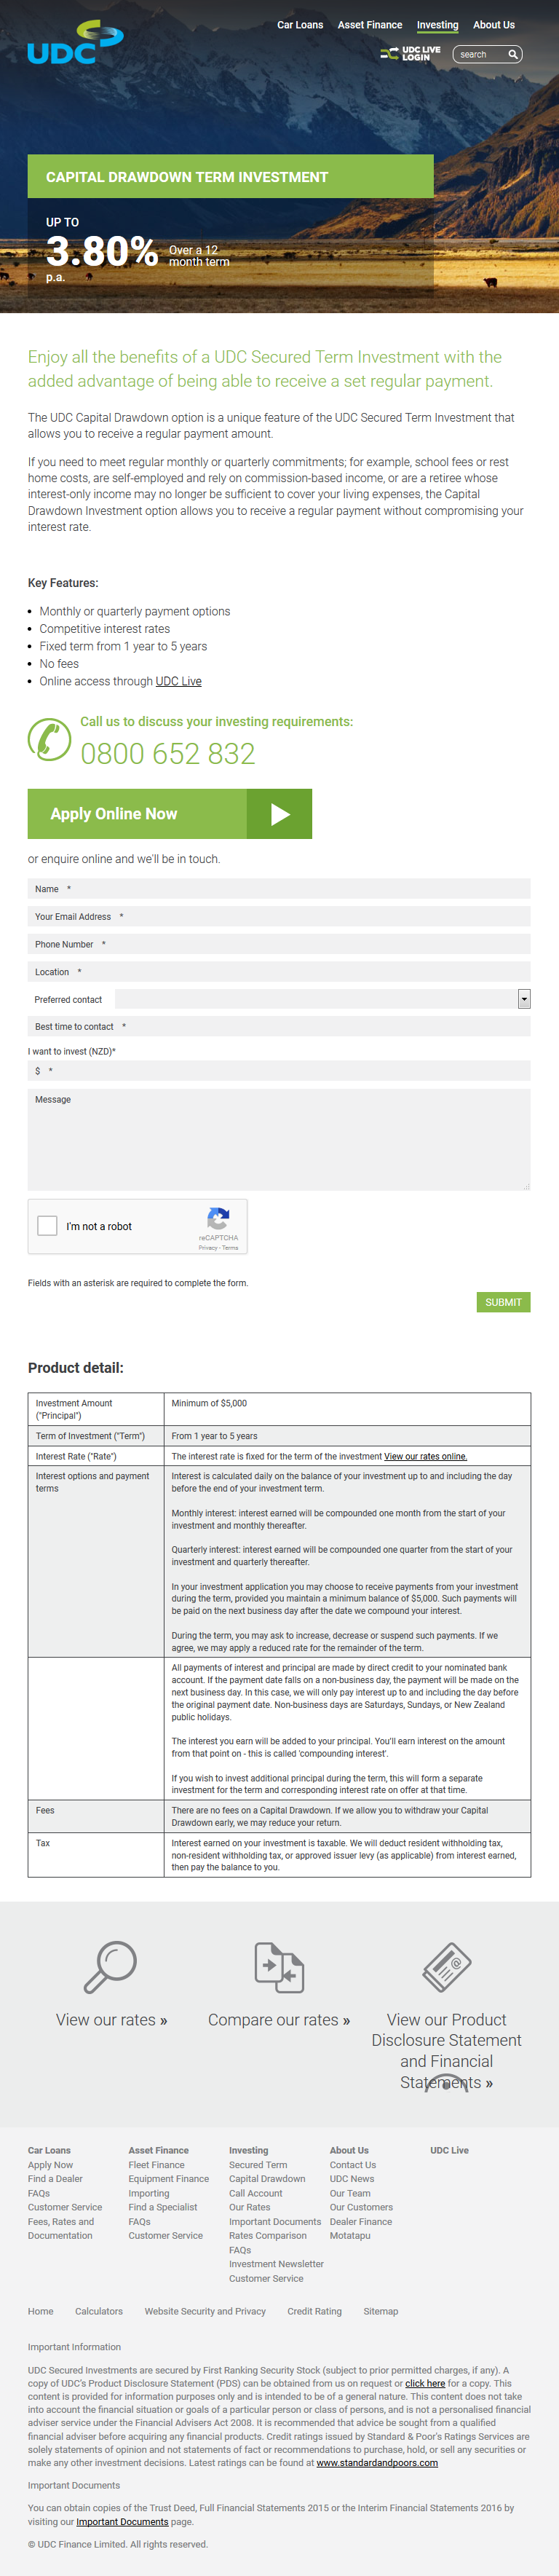 UDC
Car Loans Asset Finance Investing About Us
UDC LIVE
LOGIN
search
CAPITAL DRAWDOWN TERM INVESTMENT
UP TO
3.80%
Over a 12
month term
p.a.
Enjoy all the benefits of a UDC Secured Term Investment with the
added advantage of being able to receive a set regular payment.
The UDC Capital Drawdown option is a unique feature of the UDC Secured Term Investment that
allows you to receive a regular payment amount.
If you need to meet regular monthly or quarterly commitments; for example, school fees or rest
home costs, are self-employed and rely on commission-based income, or are a retiree whose
interest-only income may no longer be sufficient to cover your living expenses, the Capital
Drawdown Investment option allows you to receive a regular payment without compromising your
interest rate.
Key Features:
• Monthly or quarterly payment options
• Competitive interest rates
• Fixed term from 1 year to 5 years
• No fees
• Online access through UDC Live
Call us to discuss your investing requirements:
0800 652 832
Apply Online Now
or enquire online and we'll be in touch.
Name *
Your Email Address *
Phone Number *
Location *
Preferred contact
Best time to contact *
I want to invest (NZD)*
$ *
Message
I'm not a robot
reCAPTCHA
Privacy - Terms
Fields with an asterisk are required to complete the form.
SUBMIT
Product detail:
Investment Amount
("Principal")
Minimum of $5,000
Term of Investment ("Term")
From 1 year to 5 years
Interest Rate ("Rate")
The interest rate is fixed for the term of the investment View our rates online.
Interest options and payment
terms
Interest is calculated daily on the balance of your investment up to and including the day
before the end of your investment term.
Monthly interest: interest earned will be compounded one month from the start of your
investment and monthly thereafter.
Quarterly interest: interest earned will be compounded one quarter from the start of your
investment and quarterly thereafter.
In your investment application you may choose to receive payments from your investment
during the term, provided you maintain a minimum balance of $5,000. Such payments will
be paid on the next business day after the date we compound your interest.
During the term, you may ask to increase, decrease or suspend such payments. If we
agree, we may apply a reduced rate for the remainder of the term.
All payments of interest and principal are made by direct credit to your nominated bank
account. If the payment date falls on a non-business day, the payment will be made on the
next business day. In this case, we will only pay interest up to and including the day before
the original payment date. Non-business days are Saturdays, Sundays, or New Zealand
public holidays.
The interest you earn will be added to your principal. You'll earn interest on the amount
from that point on - this is called 'compounding interest'.
If you wish to invest additional principal during the term, this will form a separate
investment for the term and corresponding interest rate on offer at that time.
Fees
There are no fees on a Capital Drawdown. If we allow you to withdraw your Capital
Drawdown early, we may reduce your return.
Tax
Interest earned on your investment is taxable. We will deduct resident withholding tax,
non-resident withholding tax, or approved issuer levy (as applicable) from interest earned,
then pay the balance to you.
View our rates »
Compare our rates »
View our Product
Disclosure Statement
and Financial
Statements »
Car Loans
Apply Now
Find a Dealer
FAQs
Customer Service
Fees, Rates and
Documentation
Asset Finance
Fleet Finance
Equipment Finance
Importing
Find a Specialist
FAQs
Customer Service
Investing
Secured Term
Capital Drawdown
Call Account
Our Rates
Important Documents
Rates Comparison
FAQs
Investment Newsletter
Customer Service
About Us
Contact Us
UDC News
Our Team
Our Customers
Dealer Finance
Motatapu
UDC Live
Home Calculators Website Security and Privacy Credit Rating Sitemap
Important Information
UDC Secured Investments are secured by First Ranking Security Stock (subject to prior permitted charges, if any). A
copy of UDC's Product Disclosure Statement (PDS) can be obtained from us on request or click here for a copy. This
content is provided for information purposes only and is intended to be of a general nature. This content does not take
into account the financial situation or goals of a particular person or class of persons, and is not a personalised financial
adviser service under the Financial Advisers Act 2008. It is recommended that advice be sought from a qualified
financial adviser before acquiring any financial products. Credit ratings issued by Standard & Poor's Ratings Services are
solely statements of opinion and not statements of fact or recommendations to purchase, hold, or sell any securities or
make any other investment decisions. Latest ratings can be found at www.standardandpoors.com
Important Documents
You can obtain copies of the Trust Deed, Full Financial Statements 2015 or the Interim Financial Statements 2016 by
visiting our Important Documents page.
© UDC Finance Limited. All rights reserved.